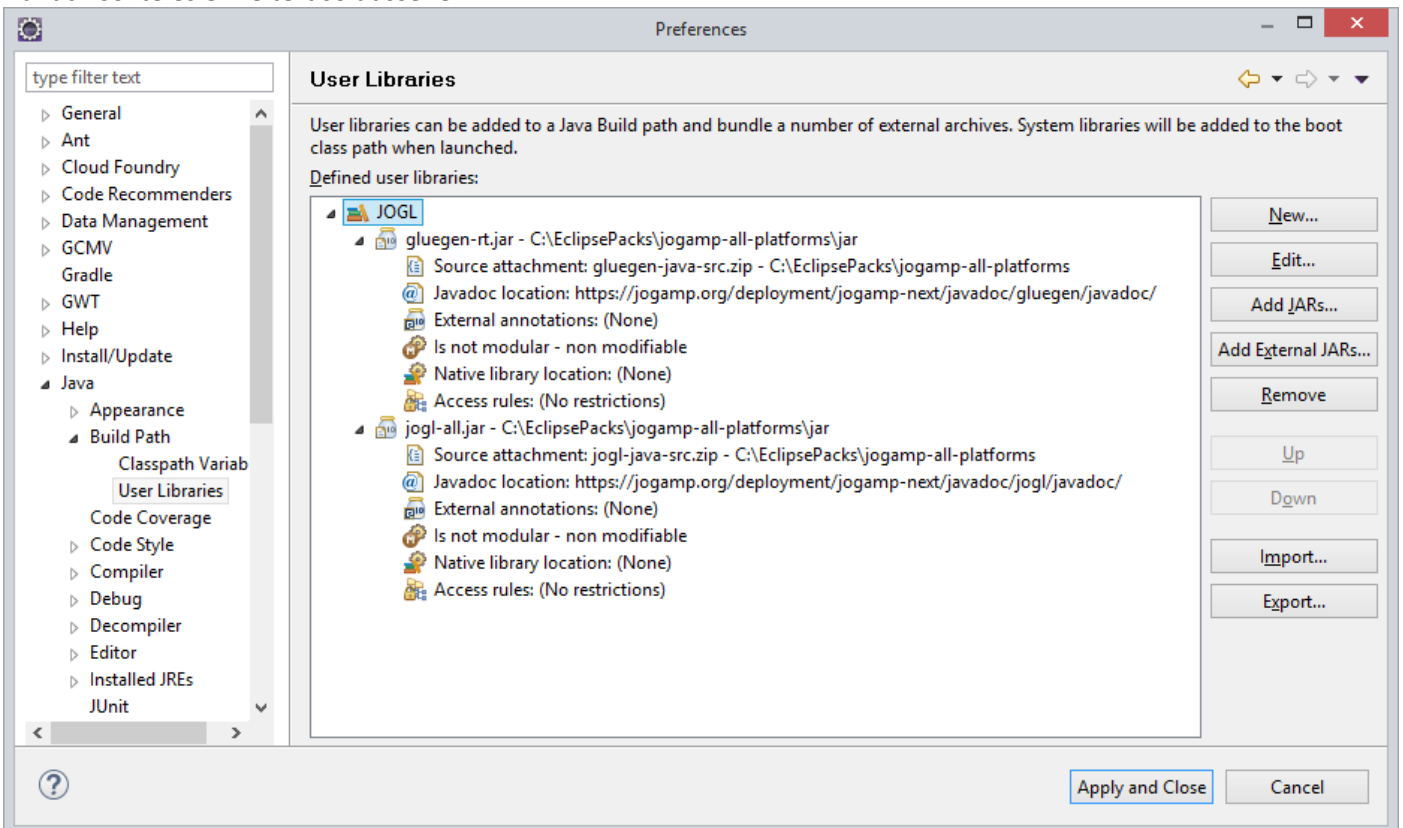 Preferences
type filter text
General
Ant
Cloud Foundry
Code Recommenders
Data Management
GCMV
Gradle
GWT
Help
Install/Update
Java
Appearance
Build Path
Classpath Variab
User Libraries
Code Coverage
Code Style
Compiler
Debug
Decompiler
Editor
Installed JREs
JUnit
User Libraries
User libraries can be added to a Java Build path and bundle a number of external archives. System libraries will be added to the boot
class path when launched.
Defined user libraries:
JOGL
gluegen-rt.jar - C:\EclipsePacks\jogamp-all-platforms\jar
Source attachment: gluegen-java-src.zip - C:\EclipsePacks\jogamp-all-platforms
Javadoc location: https://jogamp.org/deployment/jogamp-next/javadoc/gluegen/javadoc/
External annotations: (None)
Is not modular - non modifiable
Native library location: (None)
Access rules: (No restrictions)
jogl-all.jar - C:\EclipsePacks\jogamp-all-platforms\jar
Source attachment: jogl-java-src.zip - C:\EclipsePacks\jogamp-all-platforms
Javadoc location: https://jogamp.org/deployment/jogamp-next/javadoc/jogl/javadoc/
External annotations: (None)
Is not modular - non modifiable
Native library location: (None)
Access rules: (No restrictions)
New...
Edit...
Add JARs...
Add External JARs...
Remove
Up
Down
Import...
Export...
Apply and Close
Cancel